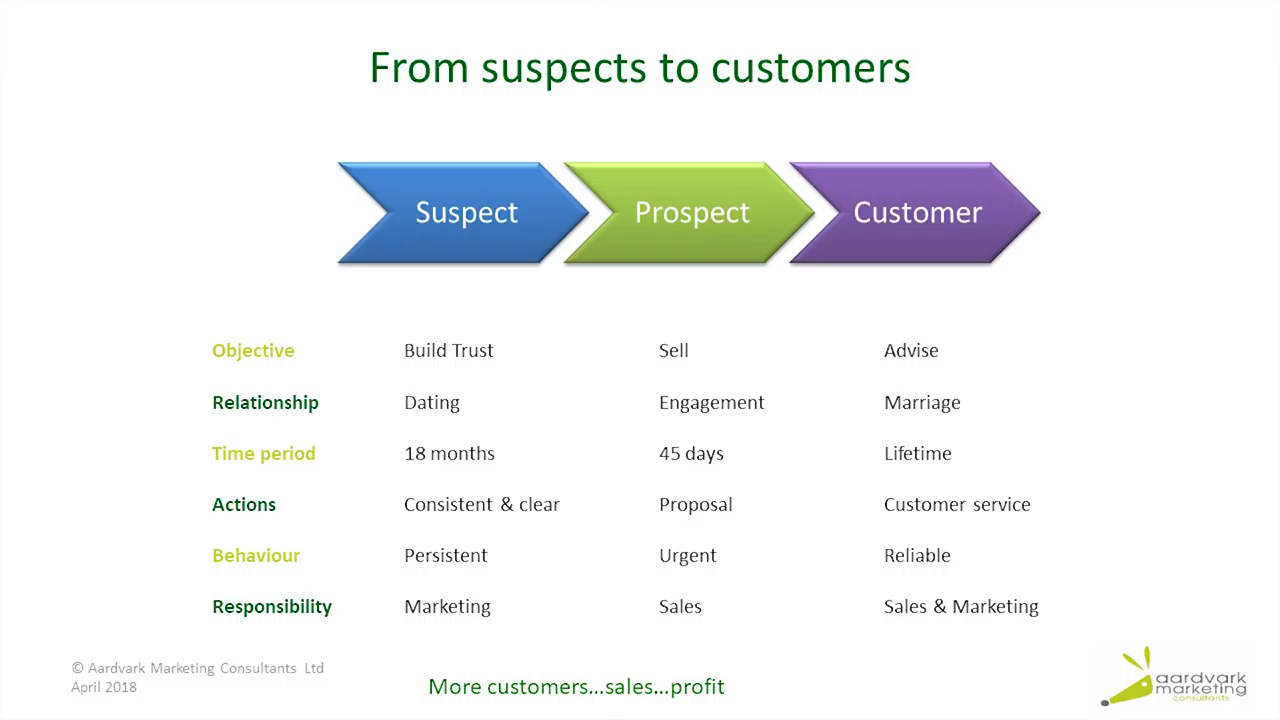 From suspects to customers
Suspect Prospect Customer
Objective Build Trust Sell Advise
Relationship Dating Engagement Marriage
Time period 18 months 45 days Lifetime
Actions Consistent & clear Proposal Customer service
Behaviour Persistent Urgent Reliable
Responsibility Marketing Sales Sales & Marketing
© Aardvark Marketing Consultants Ltd
April 2018
More customers...sales...profit
aardvark
marketing
consultants